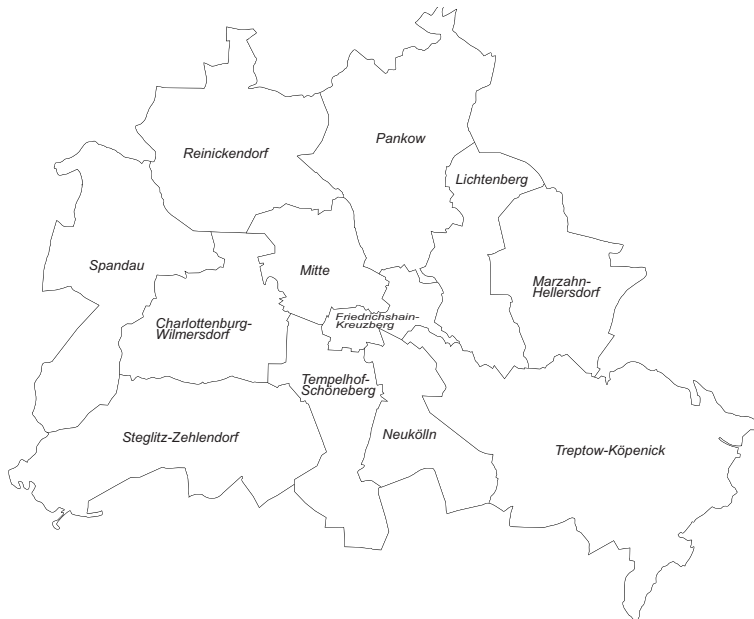 Pankow
Reinickendorf
Lichtenberg
Spandau
Mitte
Marzahn-
Hellersdorf
Friedrichshain-
Kreuzberg
Charlottenburg-
Wilmersdorf
Tempelhof-
Schöneberg
Steglitz-Zehlendorf
Neukölln
Treptow-Köpenick